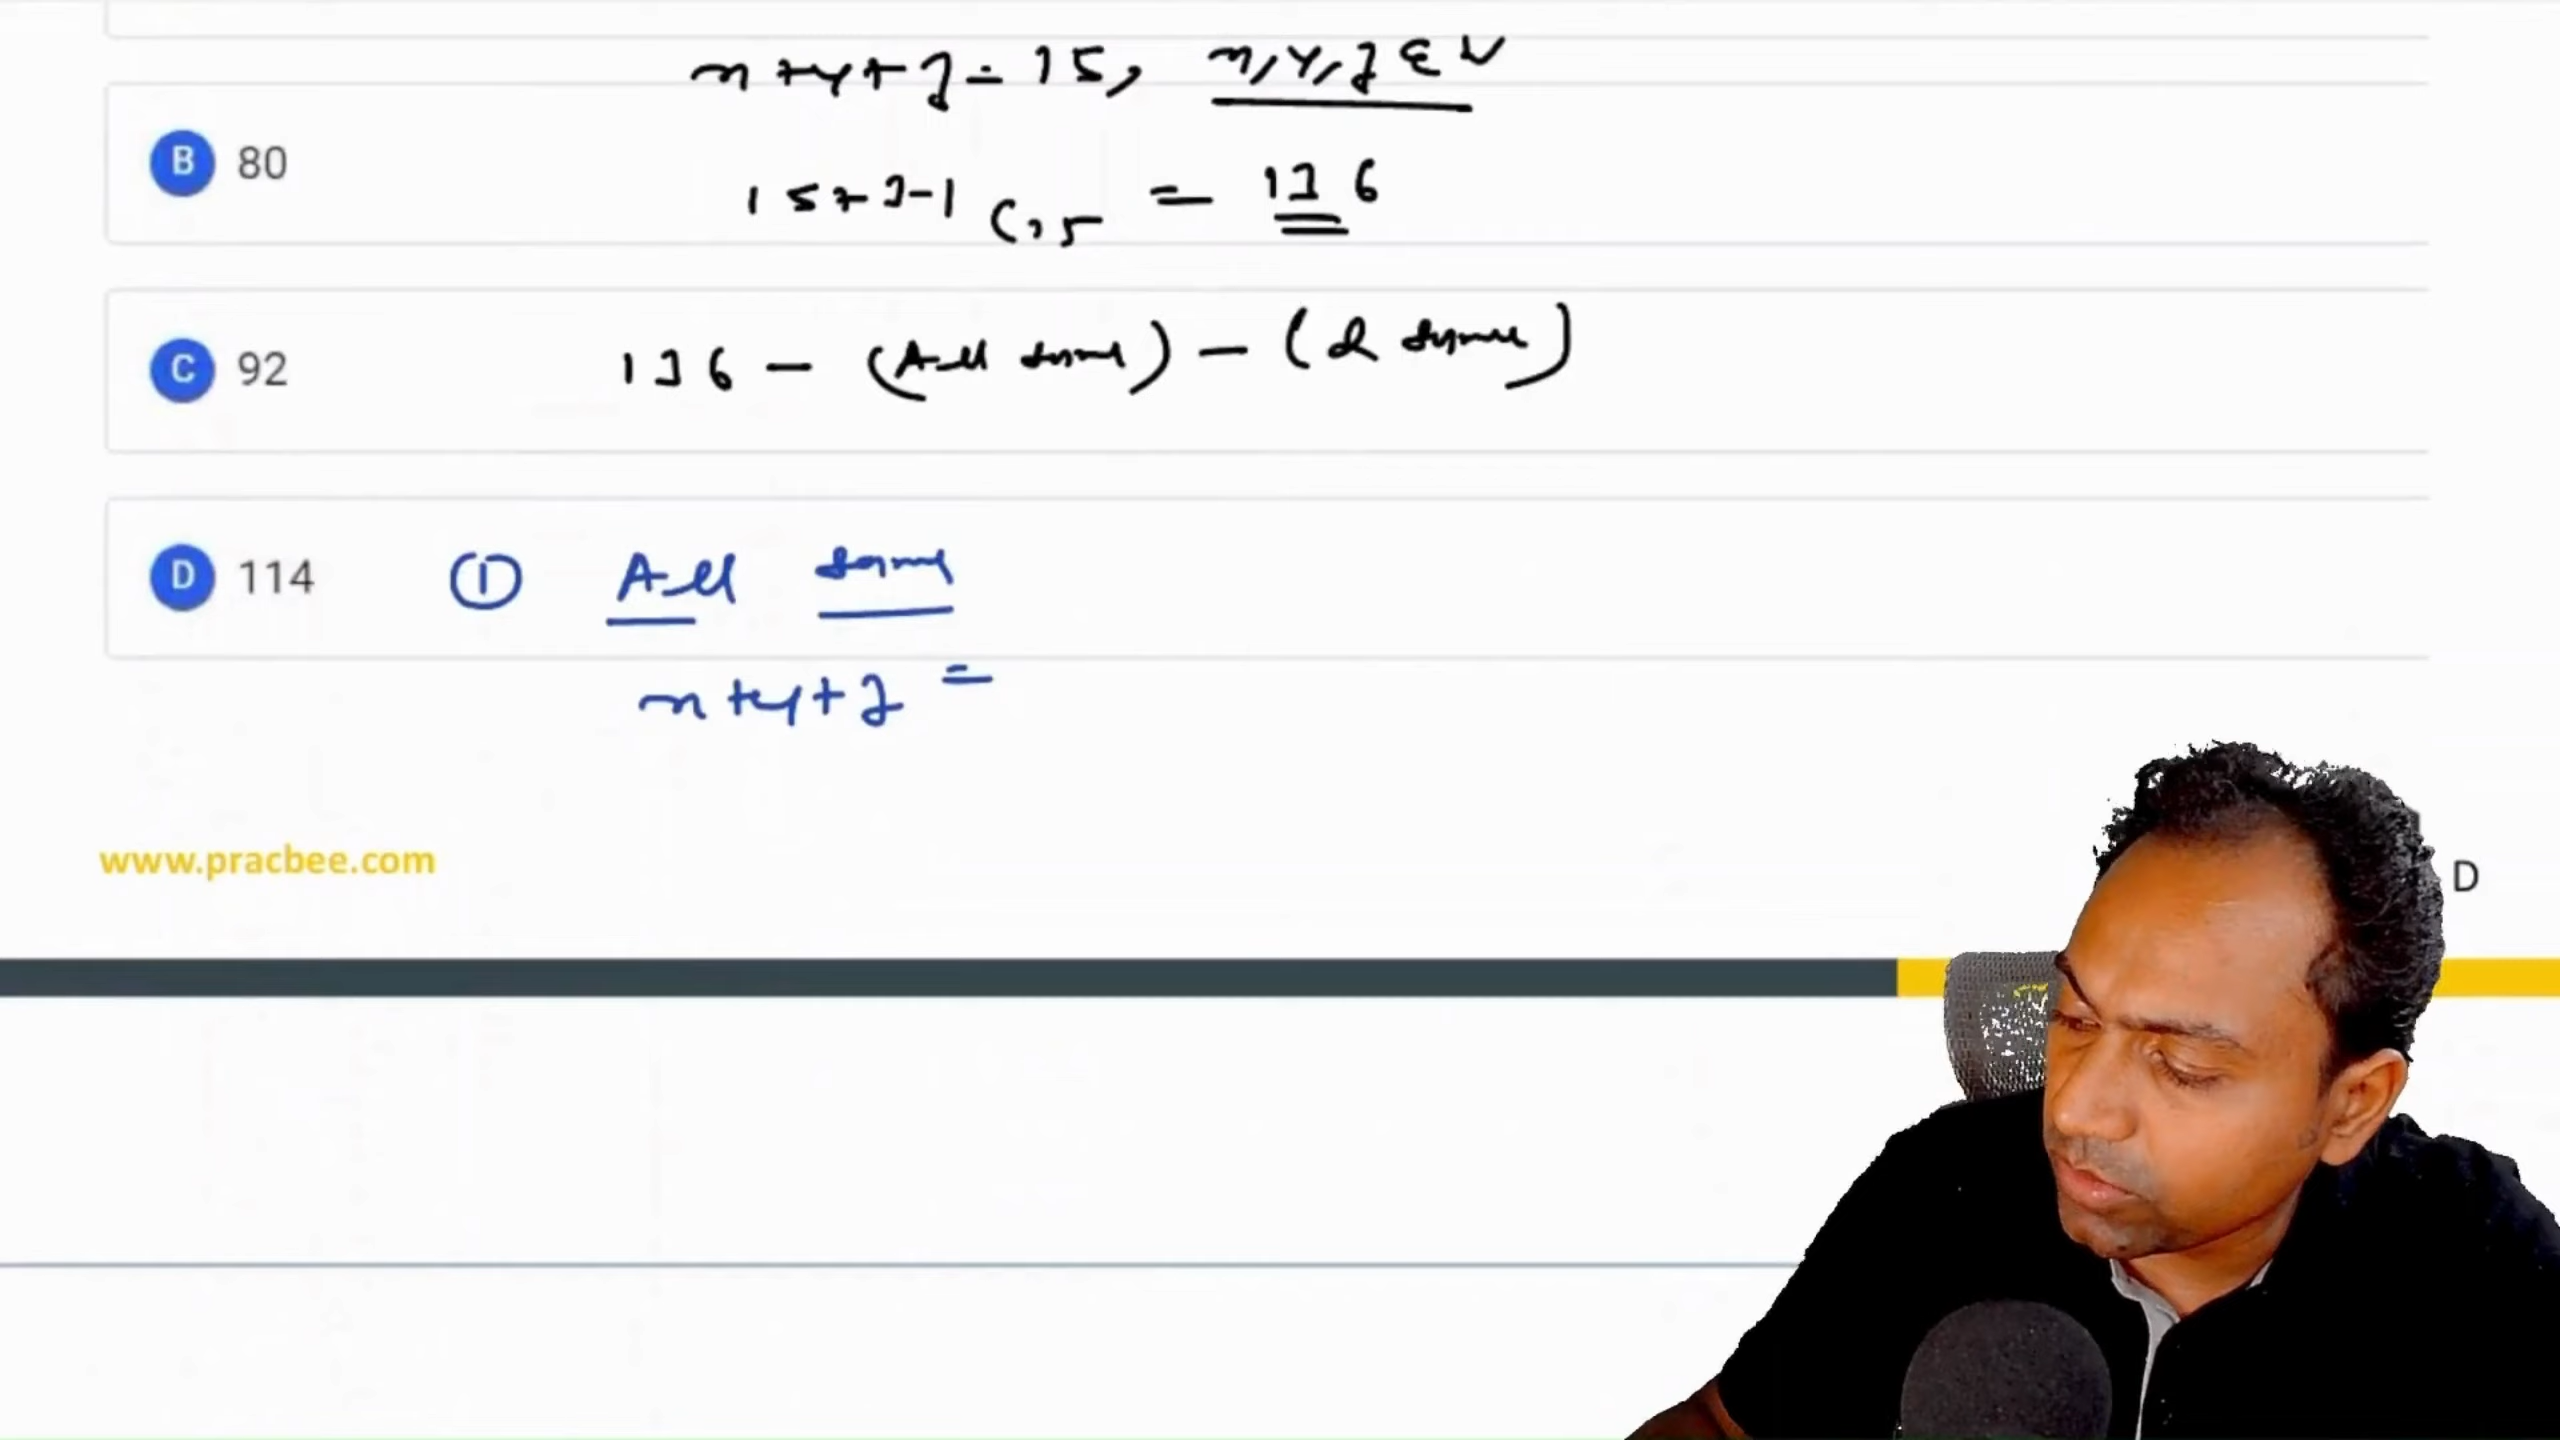 x+y+z=15, x,y,z ∈ W
B 80
15+3-1 C15 = 136
C 92
136 - (All same) - (2 same)
D 114
① All same
x+y+z =
www.pracbee.com
D